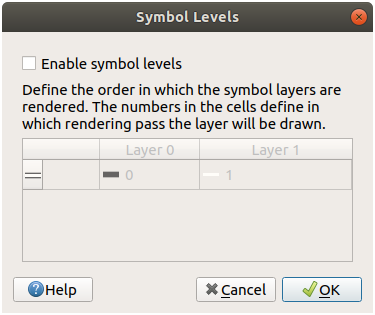 Symbol Levels
Enable symbol levels
Define the order in which the symbol layers are
rendered. The numbers in the cells define in
which rendering pass the layer will be drawn.
Layer 0 Layer 1
0 1
Help Cancel OK